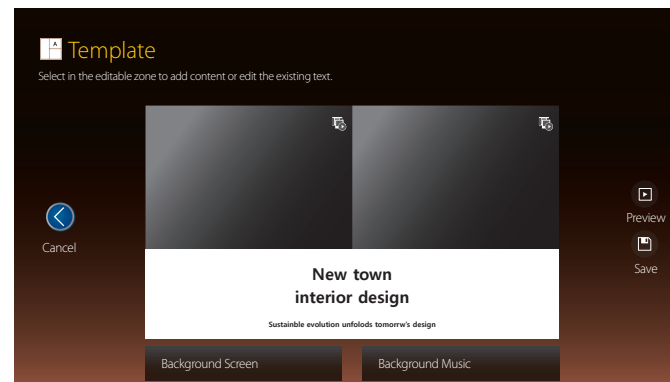 A
Template
Select in the editable zone to add content or edit the existing text.
Cancel
New town
interior design
Sustainble evolution unfolods tomorrw's design
Preview
Save
Background Screen
Background Music